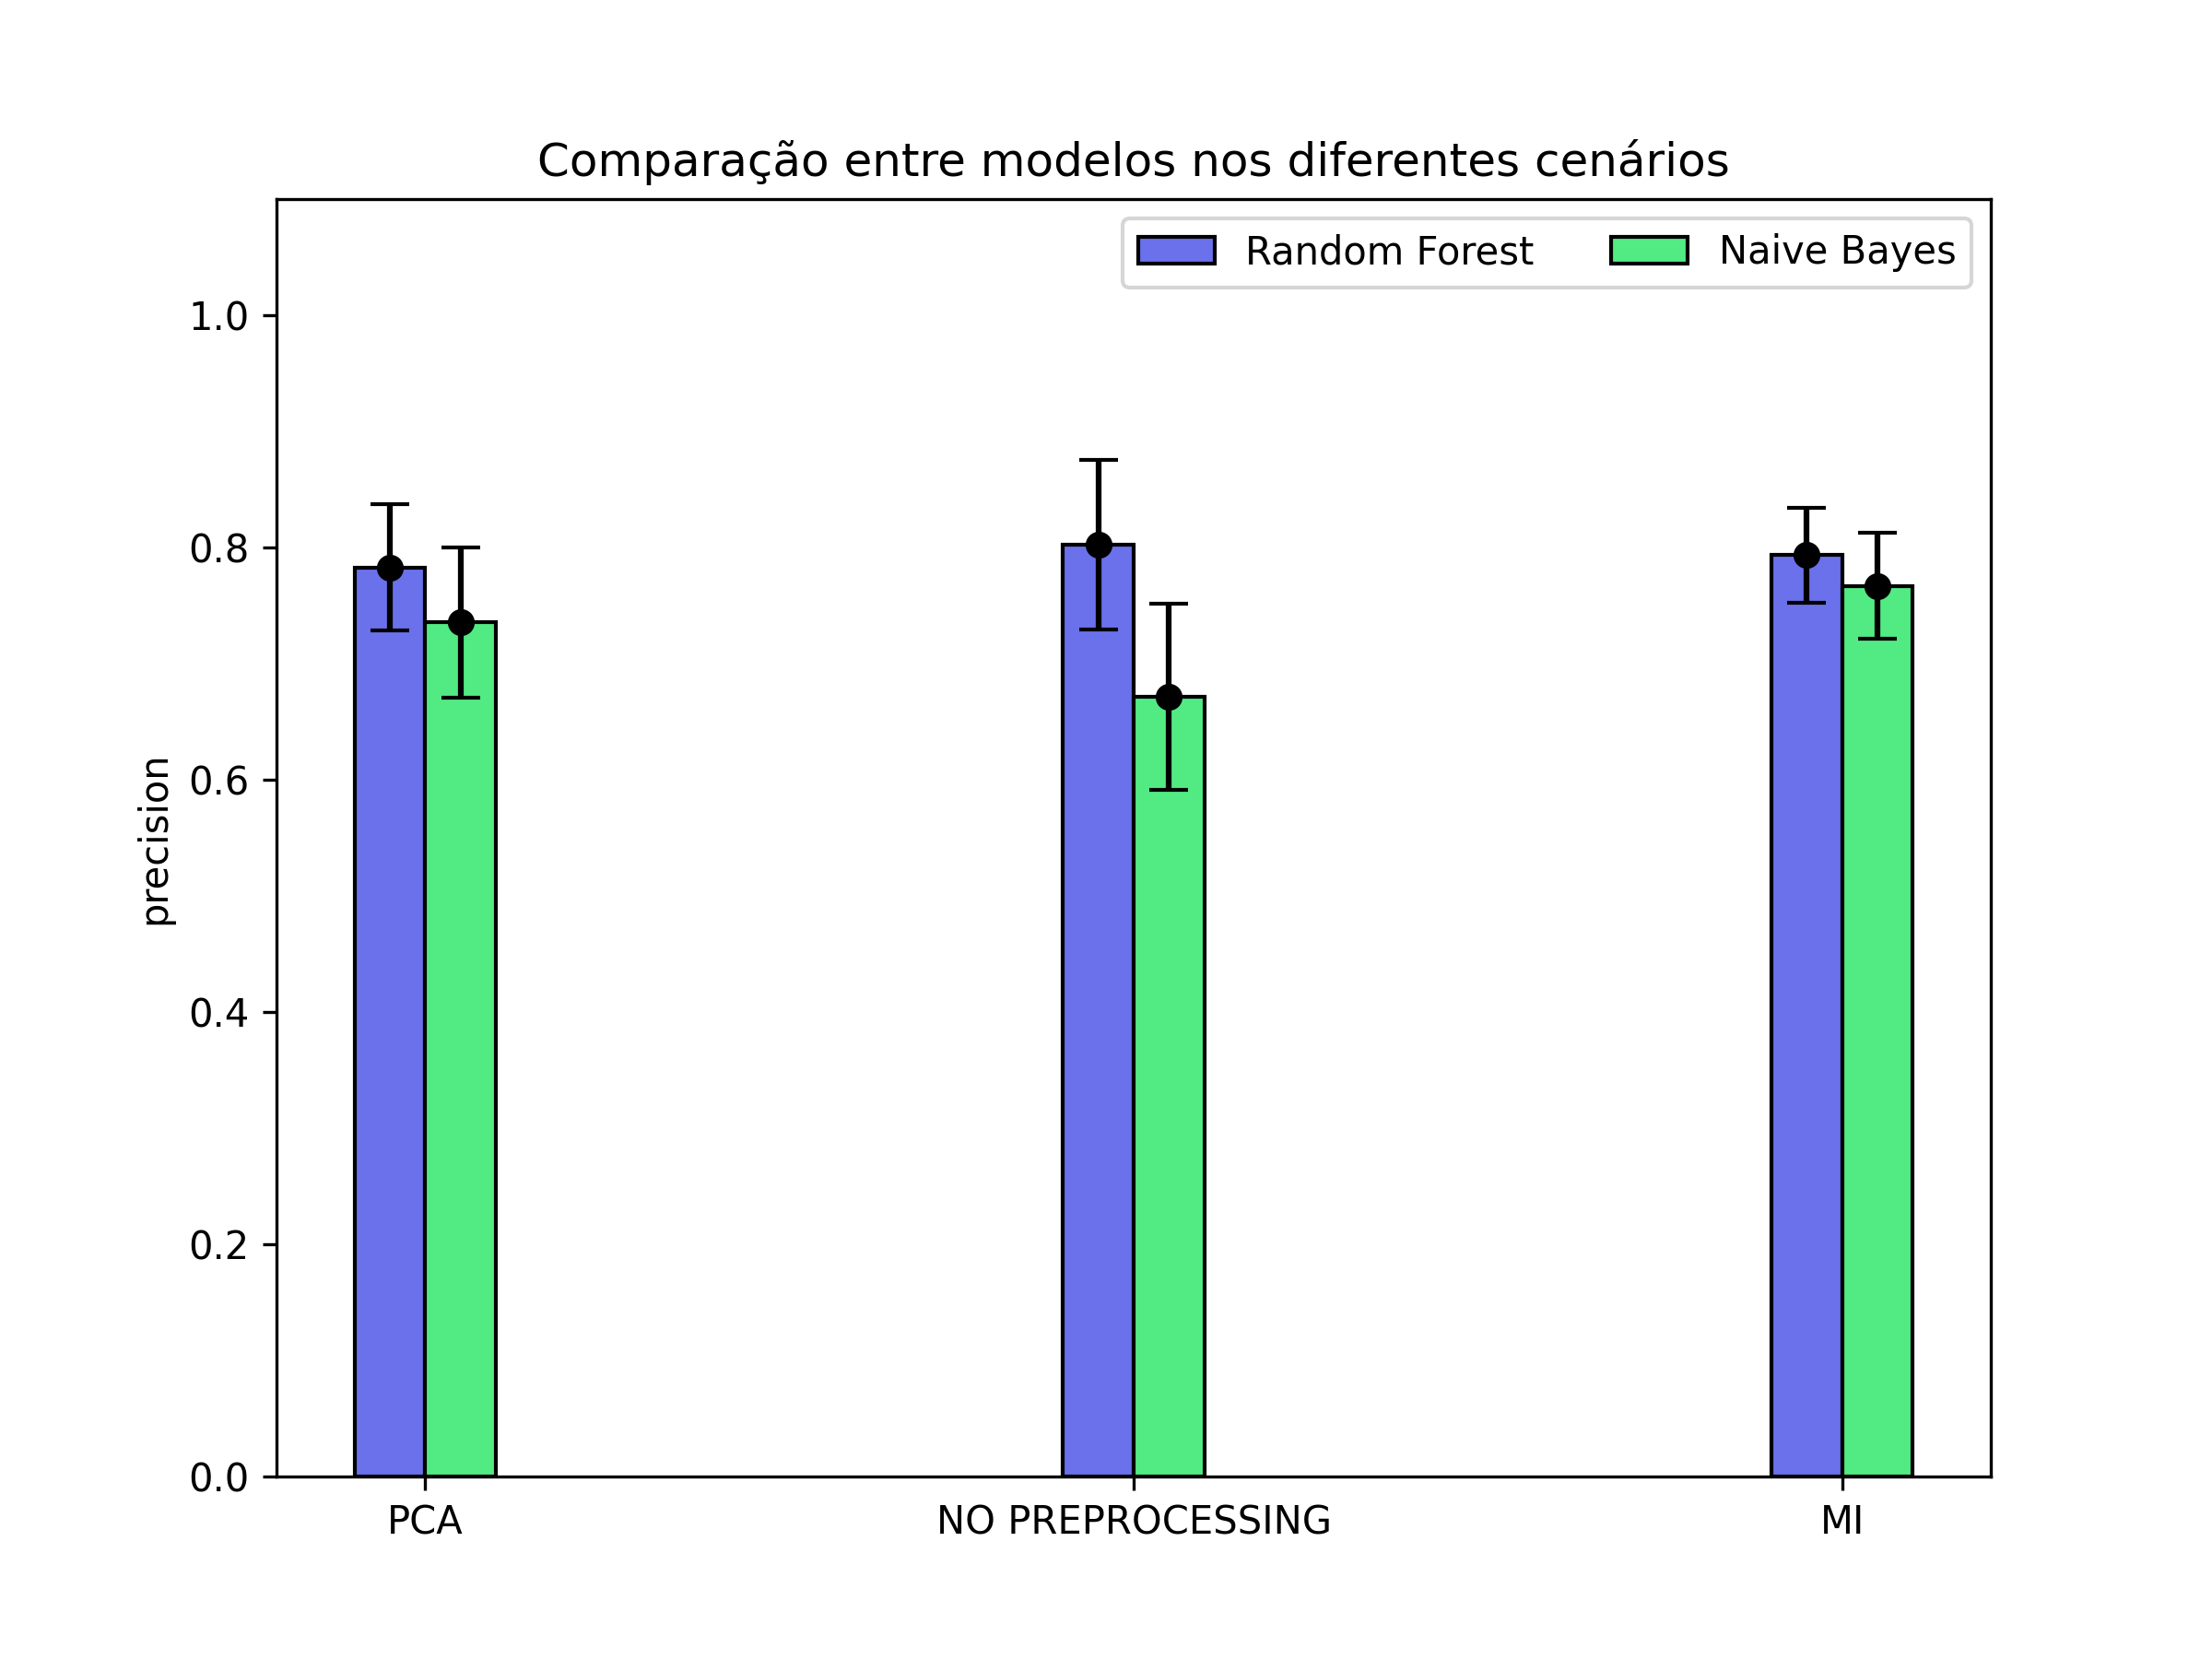 Comparação entre modelos nos diferentes cenários
Random Forest Naive Bayes
1.0
0.8
0.6
0.4
0.2
0.0
precision
PCA NO PREPROCESSING MI